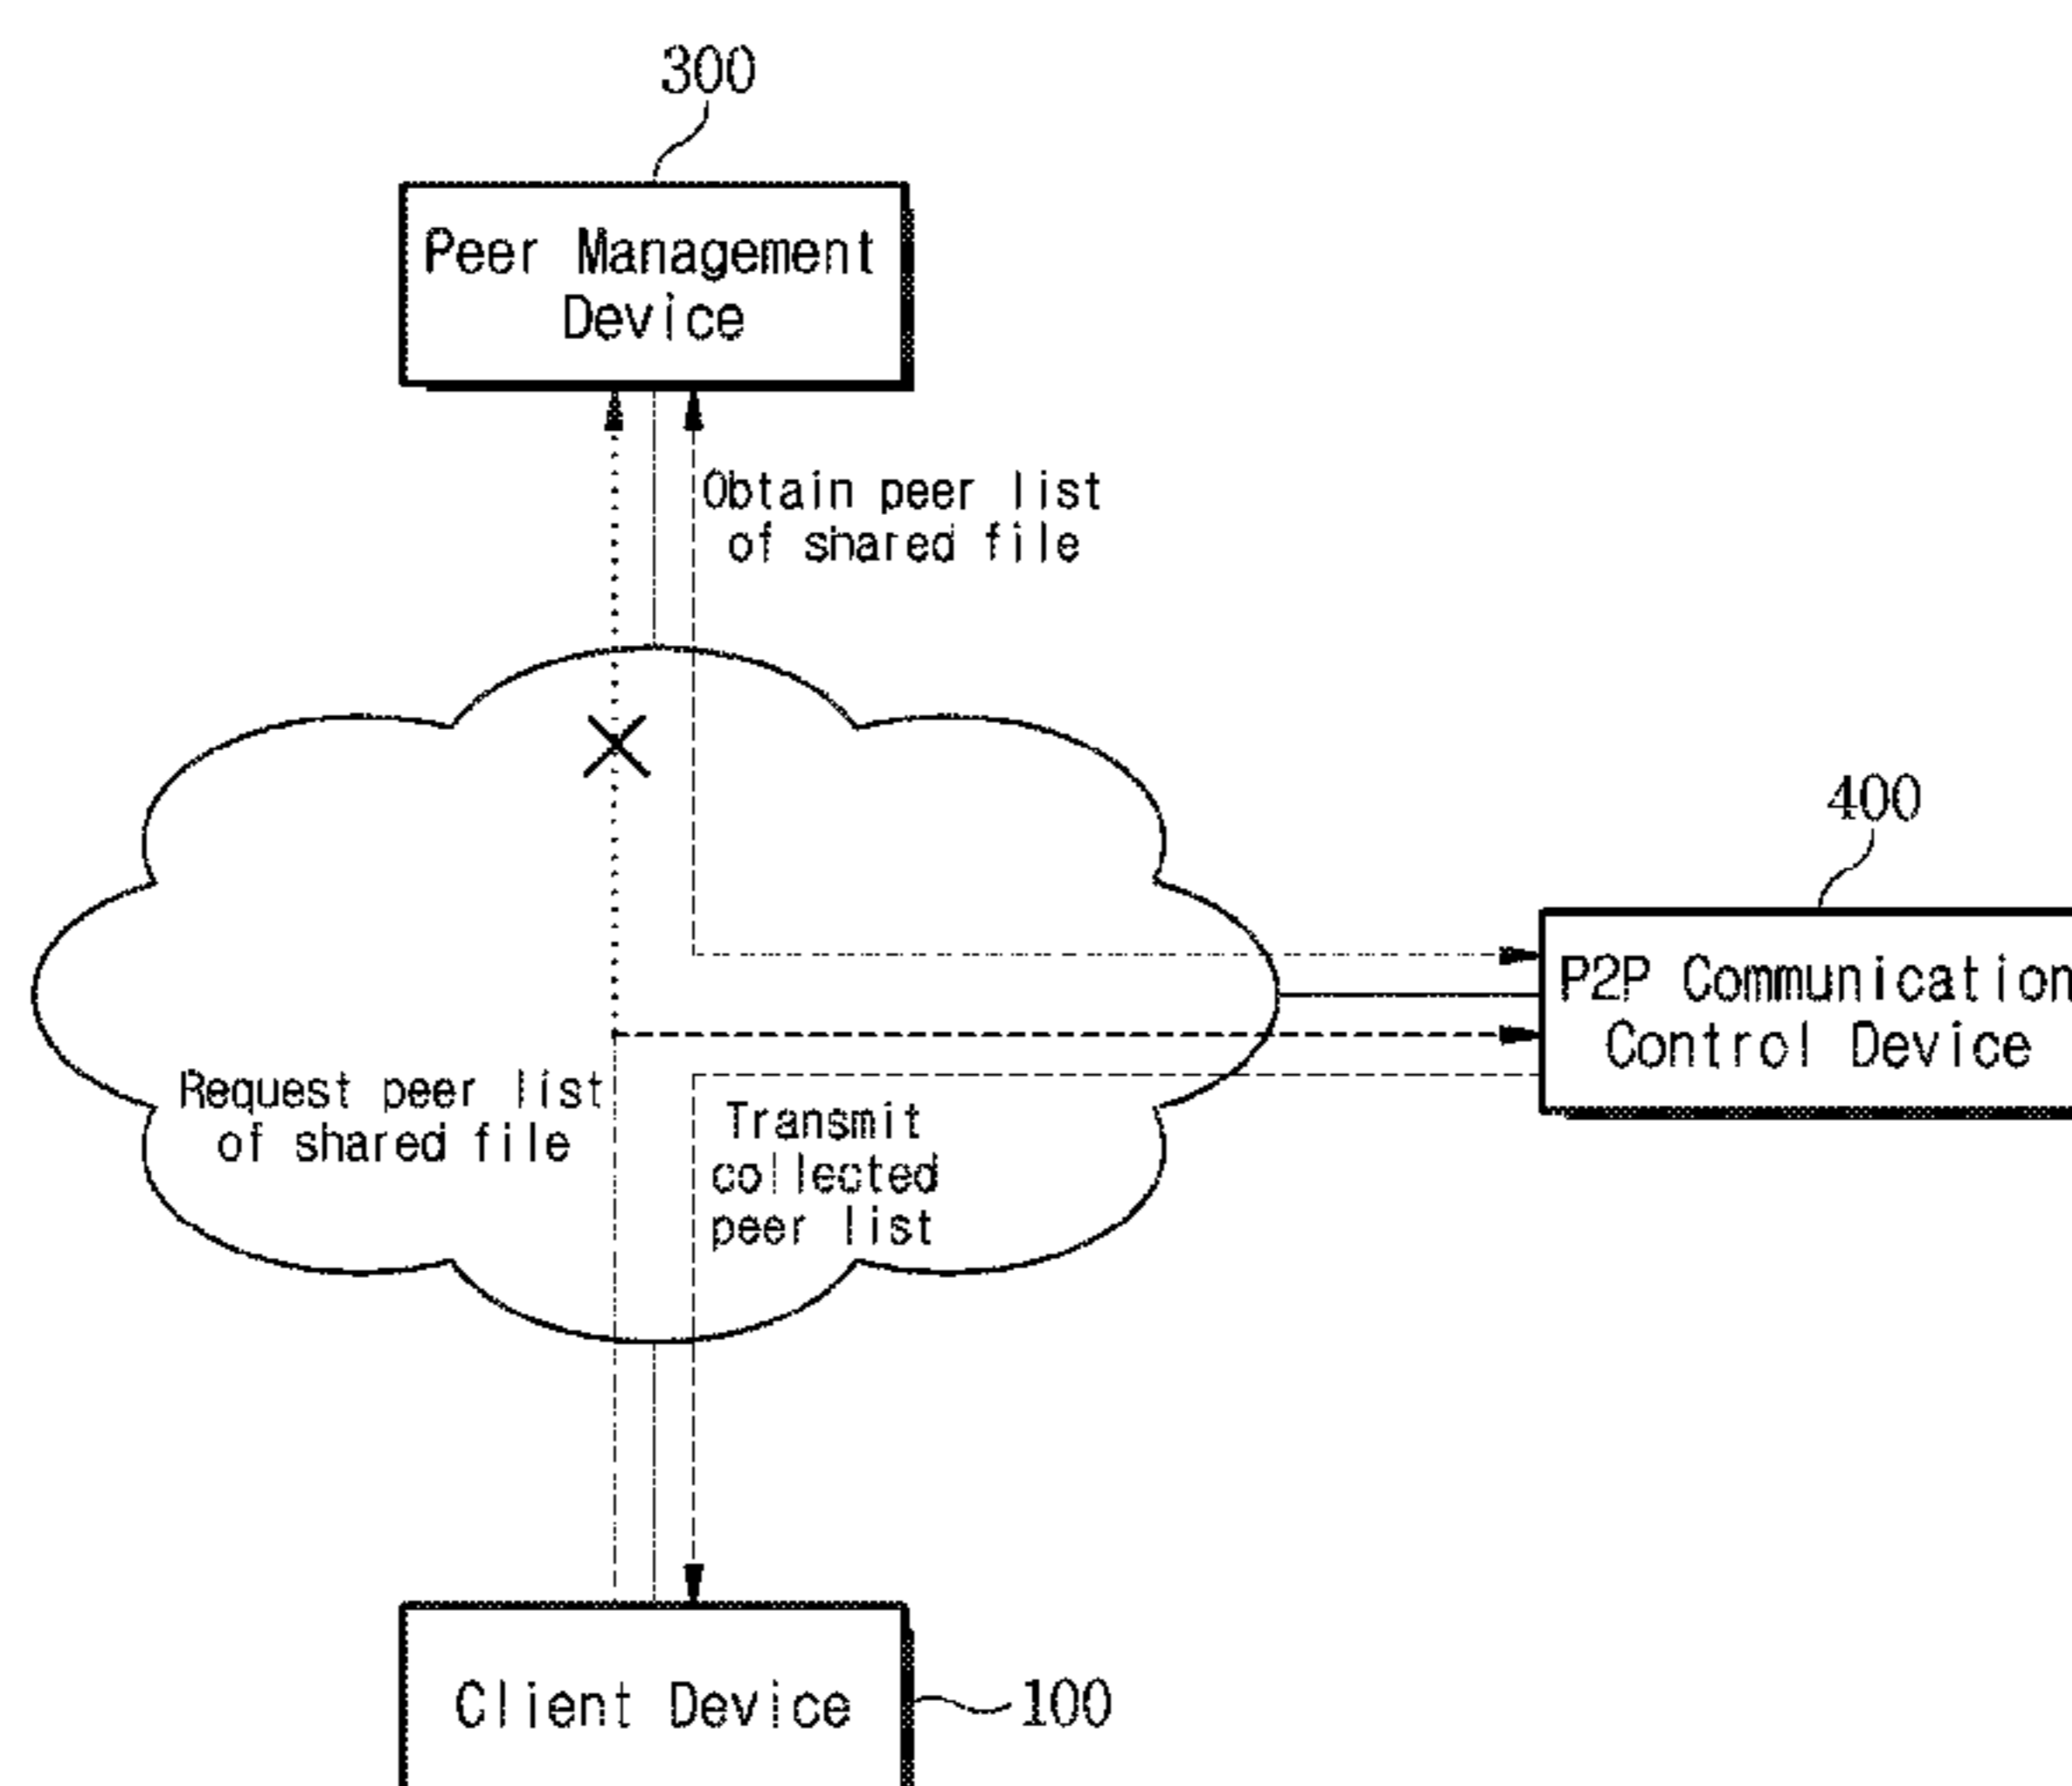 300
Peer Management
Device
Obtain peer list
of shared file
400
P2P Communication
Control Device
Request peer list
of shared file
Transmit
collected
peer list
Client Device
100